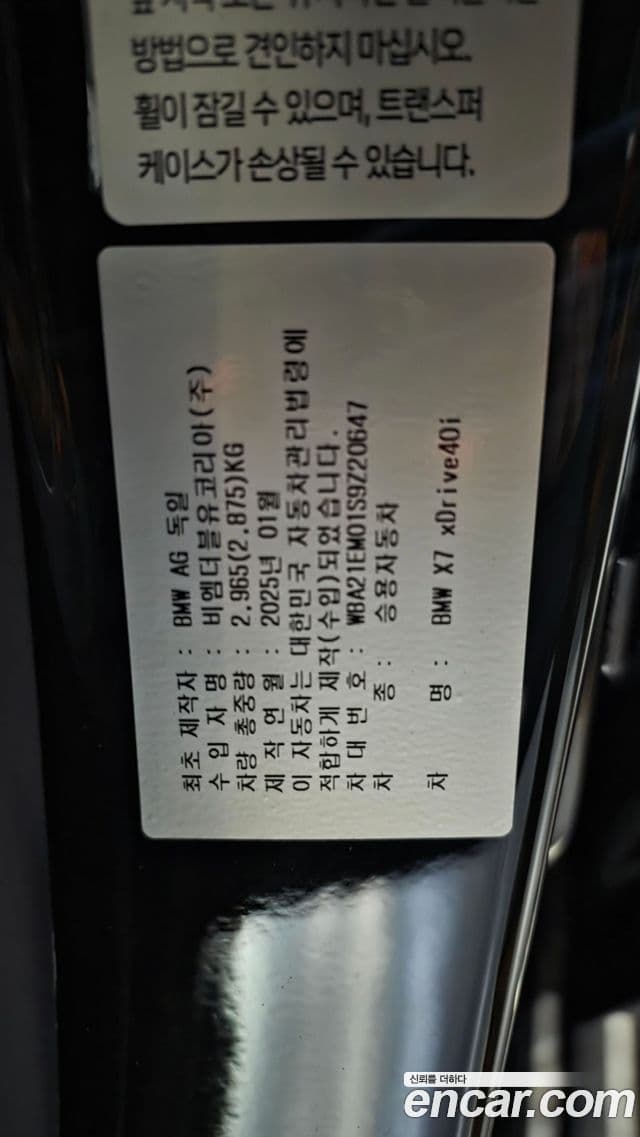 방법으로 견인하지 마십시오.
휠이 잠길 수 있으며, 트랜스퍼
케이스가 손상될 수 있습니다.
최초 제작자 : BMW AG 독일
수 입 자 명 : 비엠더블유코리아(주)
차량 총중량 : 2,965(2,875)KG
제 작 연 월 : 2025년 01월
이 자동차는 대한민국 자동차관리법령에
적합하게 제작(수입)되었습니다.
차 대 번 호 : WBA21EM01S9Z20647
차 종 : 승용자동차
차 명 : BMW X7 xDrive40i
신뢰를 더하다
encar.com